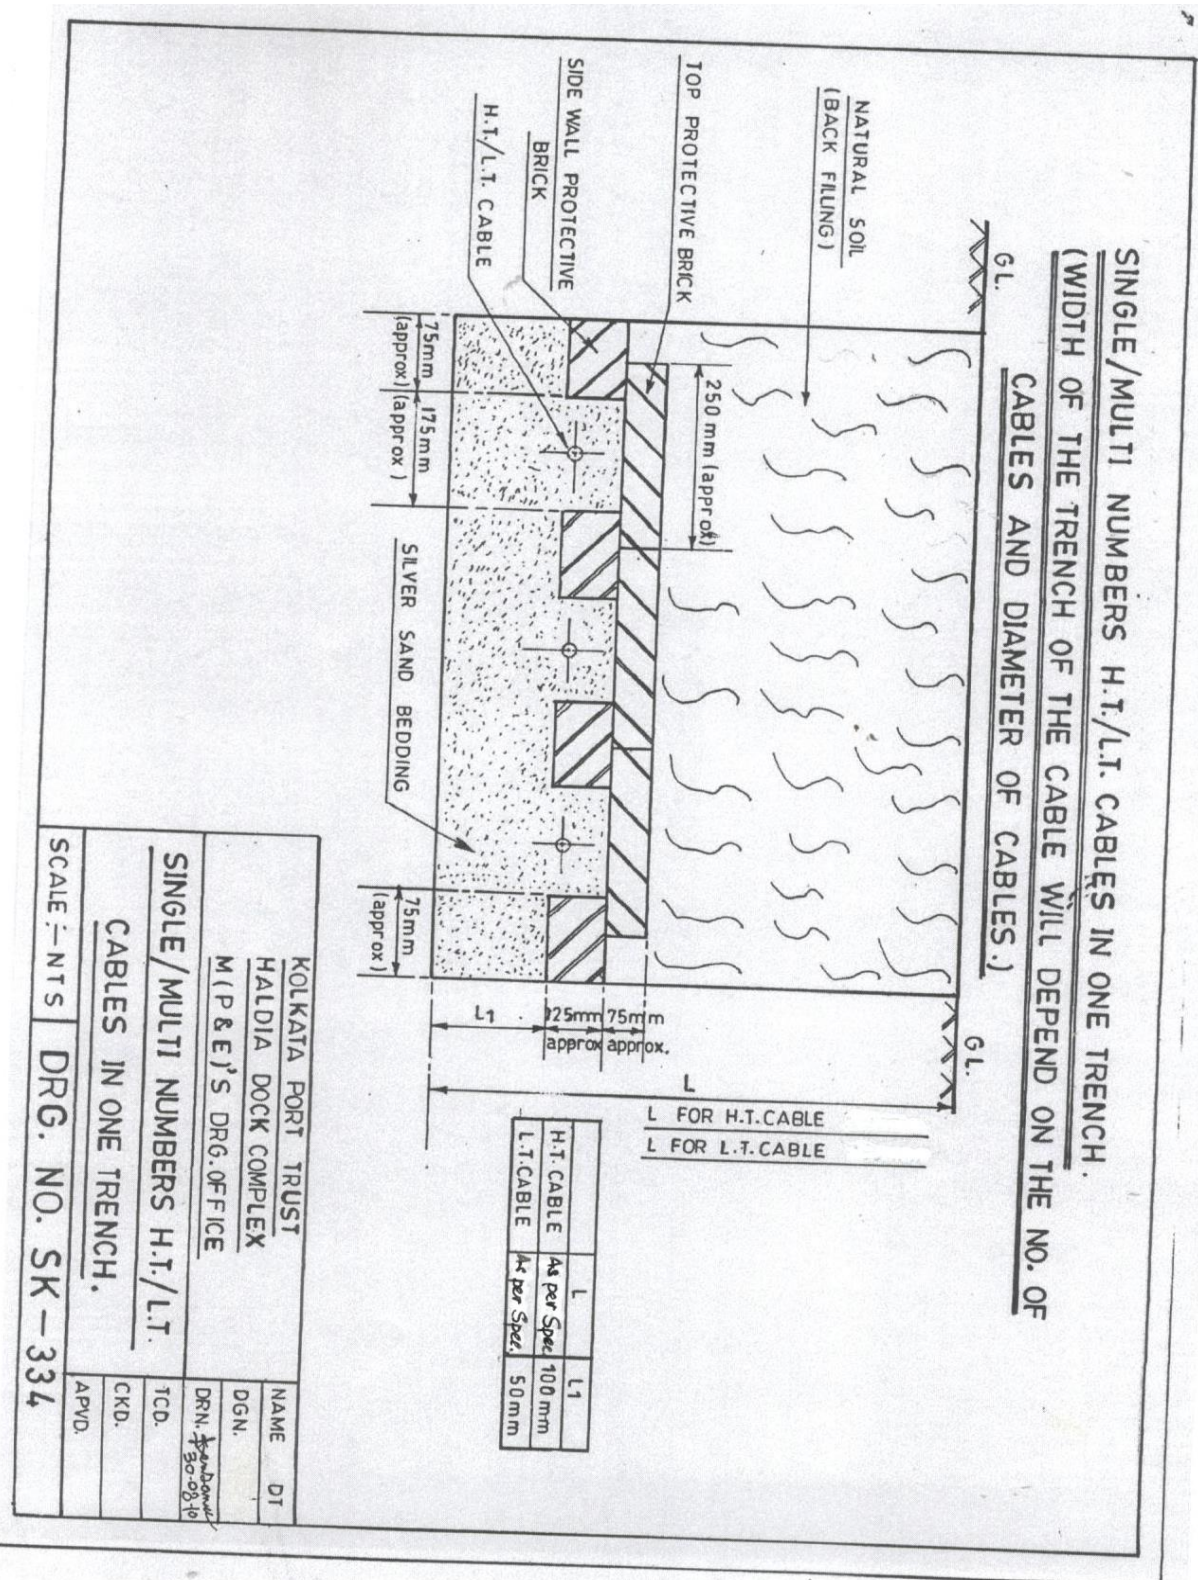 SINGLE/MULTI NUMBERS H.T./L.T. CABLES IN ONE TRENCH.
(WIDTH OF THE TRENCH OF THE CABLE WILL DEPEND ON THE NO. OF
CABLES AND DIAMETER OF CABLES.)
G L.
G L.
NATURAL SOIL
(BACK FILLING)
TOP PROTECTIVE BRICK
SIDE WALL PROTECTIVE
BRICK
H.T./L.T. CABLE
250 mm (approx)
75mm
(approx)
175mm
(approx)
SILVER SAND BEDDING
75mm
(approx)
L1
125mm
approx
75mm
approx.
L
L FOR H.T. CABLE
L FOR L.T. CABLE
L L1
H.T. CABLE As per Spec. 100 mm
L.T. CABLE As per Spec. 50mm
KOLKATA PORT TRUST
HALDIA DOCK COMPLEX
M(P & E)'S DRG. OFFICE
SINGLE/MULTI NUMBERS H.T./L.T.
CABLES IN ONE TRENCH.
SCALE :- NTS
DRG. NO. SK-334
NAME DT
DGN.
DRN. 30-08-10
TCD.
CKD.
APVD.